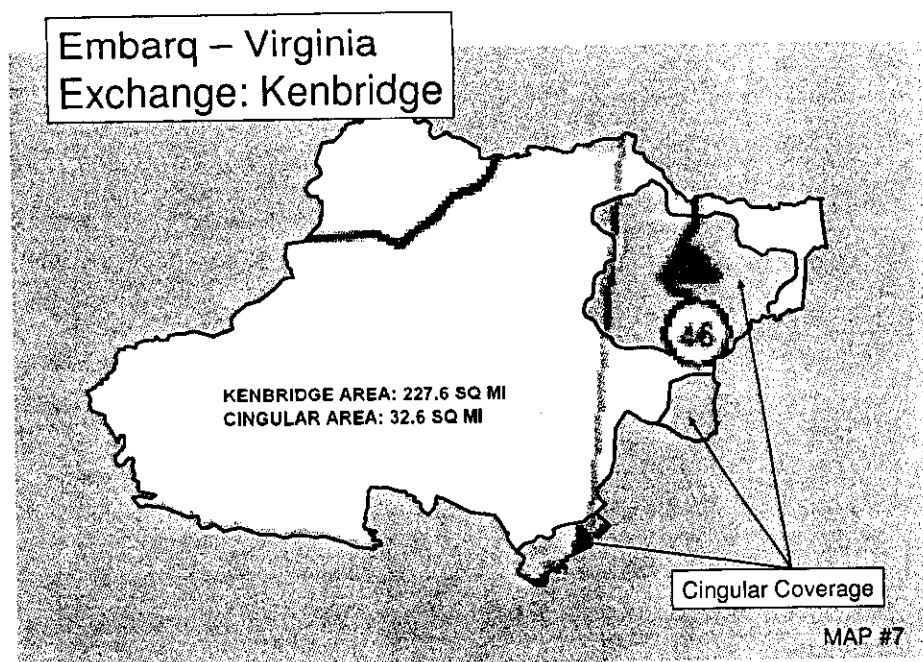 Embarq – Virginia
Exchange: Kenbridge
46
KENBRIDGE AREA: 227.6 SQ MI
CINGULAR AREA: 32.6 SQ MI
Cingular Coverage
MAP #7